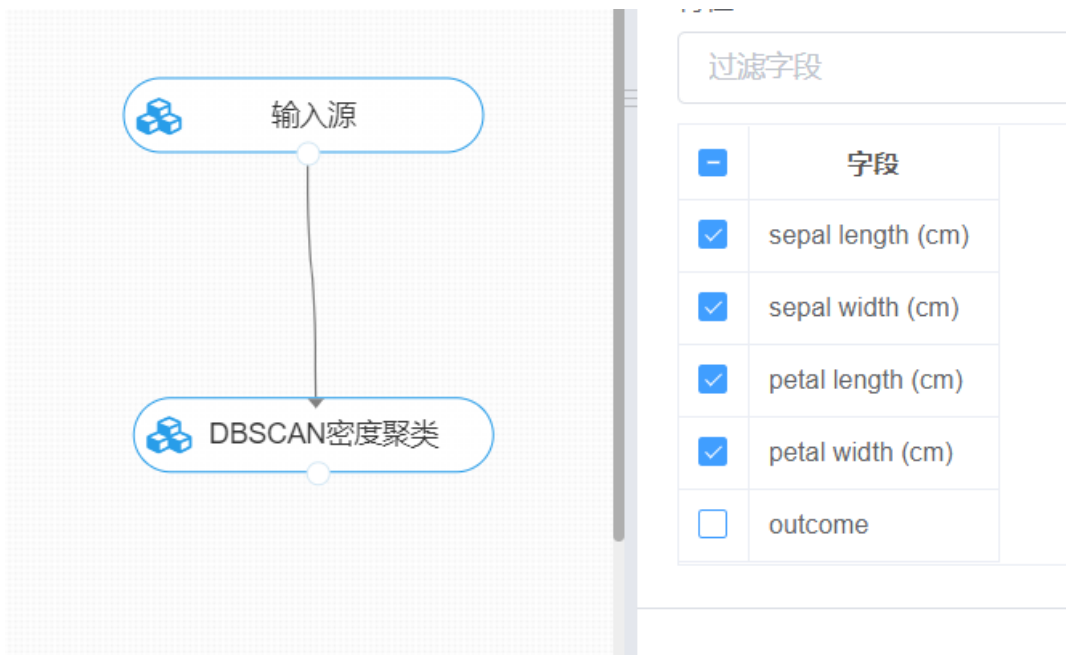 输入源
DBSCAN密度聚类
过滤字段
字段
sepal length (cm)
sepal width (cm)
petal length (cm)
petal width (cm)
outcome